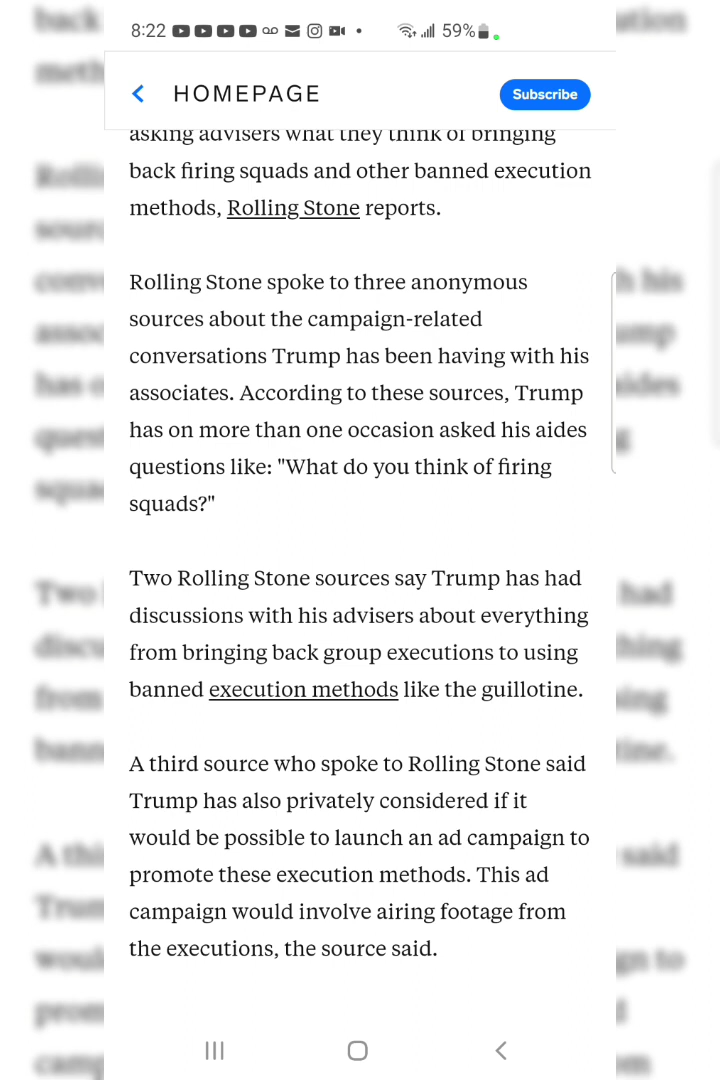 8:22 59%
HOMEPAGE
Subscribe
asking advisers what they think of bringing
back firing squads and other banned execution
methods, Rolling Stone reports.
Rolling Stone spoke to three anonymous
sources about the campaign-related
conversations Trump has been having with his
associates. According to these sources, Trump
has on more than one occasion asked his aides
questions like: "What do you think of firing
squads?"
Two Rolling Stone sources say Trump has had
discussions with his advisers about everything
from bringing back group executions to using
banned execution methods like the guillotine.
A third source who spoke to Rolling Stone said
Trump has also privately considered if it
would be possible to launch an ad campaign to
promote these execution methods. This ad
campaign would involve airing footage from
the executions, the source said.